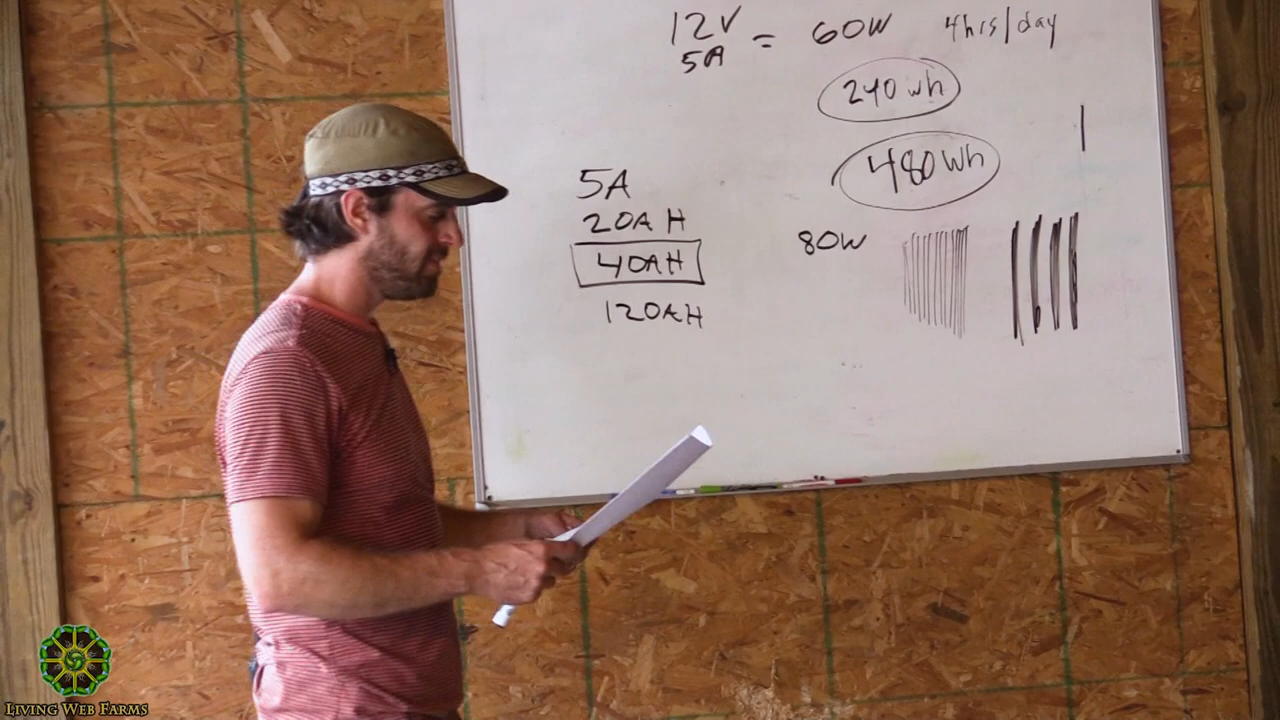 12V = 60W 4hrs/day
5A
240 wh
480 Wh
5A
20AH
40AH
120AH
80W
LIVING WEB FARMS